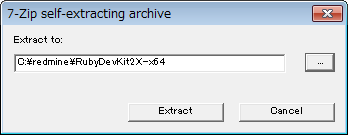 7-Zip self-extracting archive
Extract to:
C:¥redmine¥RubyDevKit2X-x64
...
Extract
Cancel